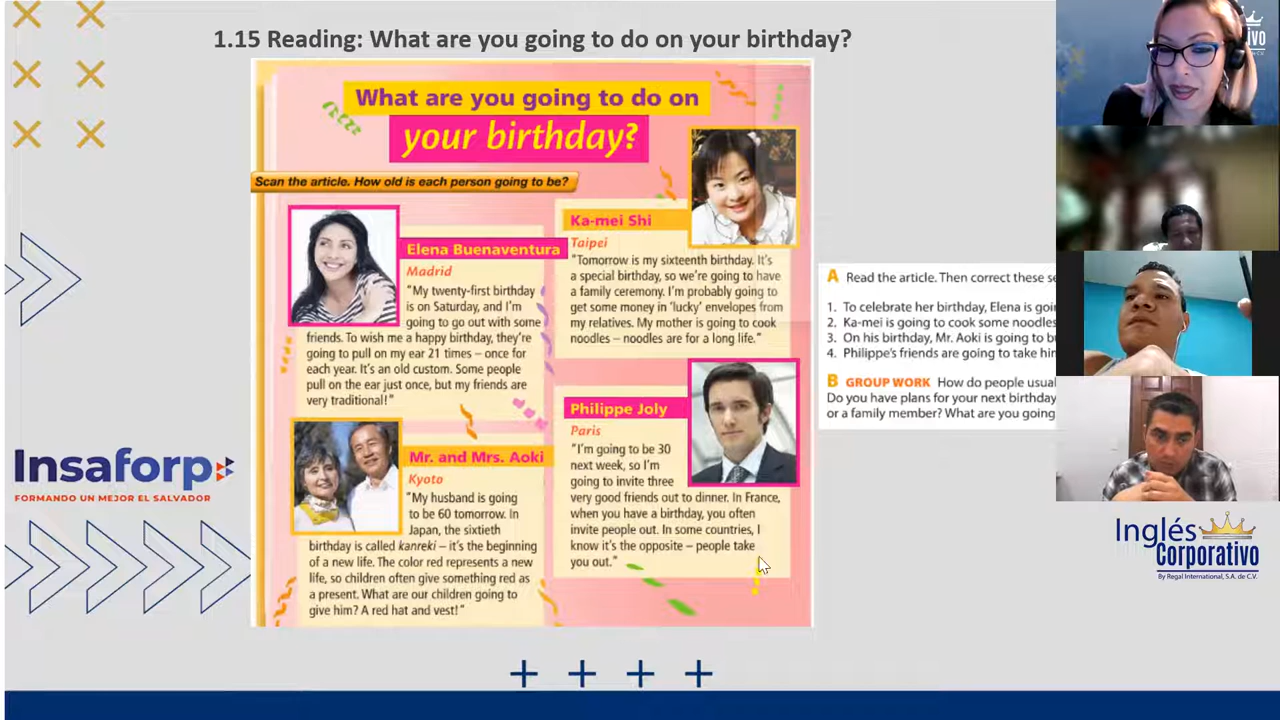 1.15 Reading: What are you going to do on your birthday?
What are you going to do on
your birthday?
Scan the article. How old is each person going to be?
Elena Buenaventura
Madrid
"My twenty-first birthday
is on Saturday, and I'm
going to go out with some
friends. To wish me a happy birthday, they're
going to pull on my ear 21 times – once for
each year. It's an old custom. Some people
pull on the ear just once, but my friends are
very traditional!"
Mr. and Mrs. Aoki
Kyoto
"My husband is going
to be 60 tomorrow. In
Japan, the sixtieth
birthday is called kanreki – it's the beginning
of a new life. The color red represents a new
life, so children often give something red as
a present. What are our children going to
give him? A red hat and vest!"
Ka-mei Shi
Taipei
"Tomorrow is my sixteenth birthday. It's
a special birthday, so we're going to have
a family ceremony. I'm probably going to
get some money in 'lucky' envelopes from
my relatives. My mother is going to cook
noodles – noodles are for a long life."
Philippe Joly
Paris
"I'm going to be 30
next week, so I'm
going to invite three
very good friends out to dinner. In France,
when you have a birthday, you often
invite people out. In some countries, I
know it's the opposite – people take
you out."
A Read the article. Then correct these se
1. To celebrate her birthday, Elena is goi
2. Ka-mei is going to cook some noodles
3. On his birthday, Mr. Aoki is going to b
4. Philippe's friends are going to take hi
B GROUP WORK How do people usua
Do you have plans for your next birthday
or a family member? What are you going
Insaforp
FORMANDO UN MEJOR EL SALVADOR
Inglés
Corporativo
By Regal International, S.A. de C.V.